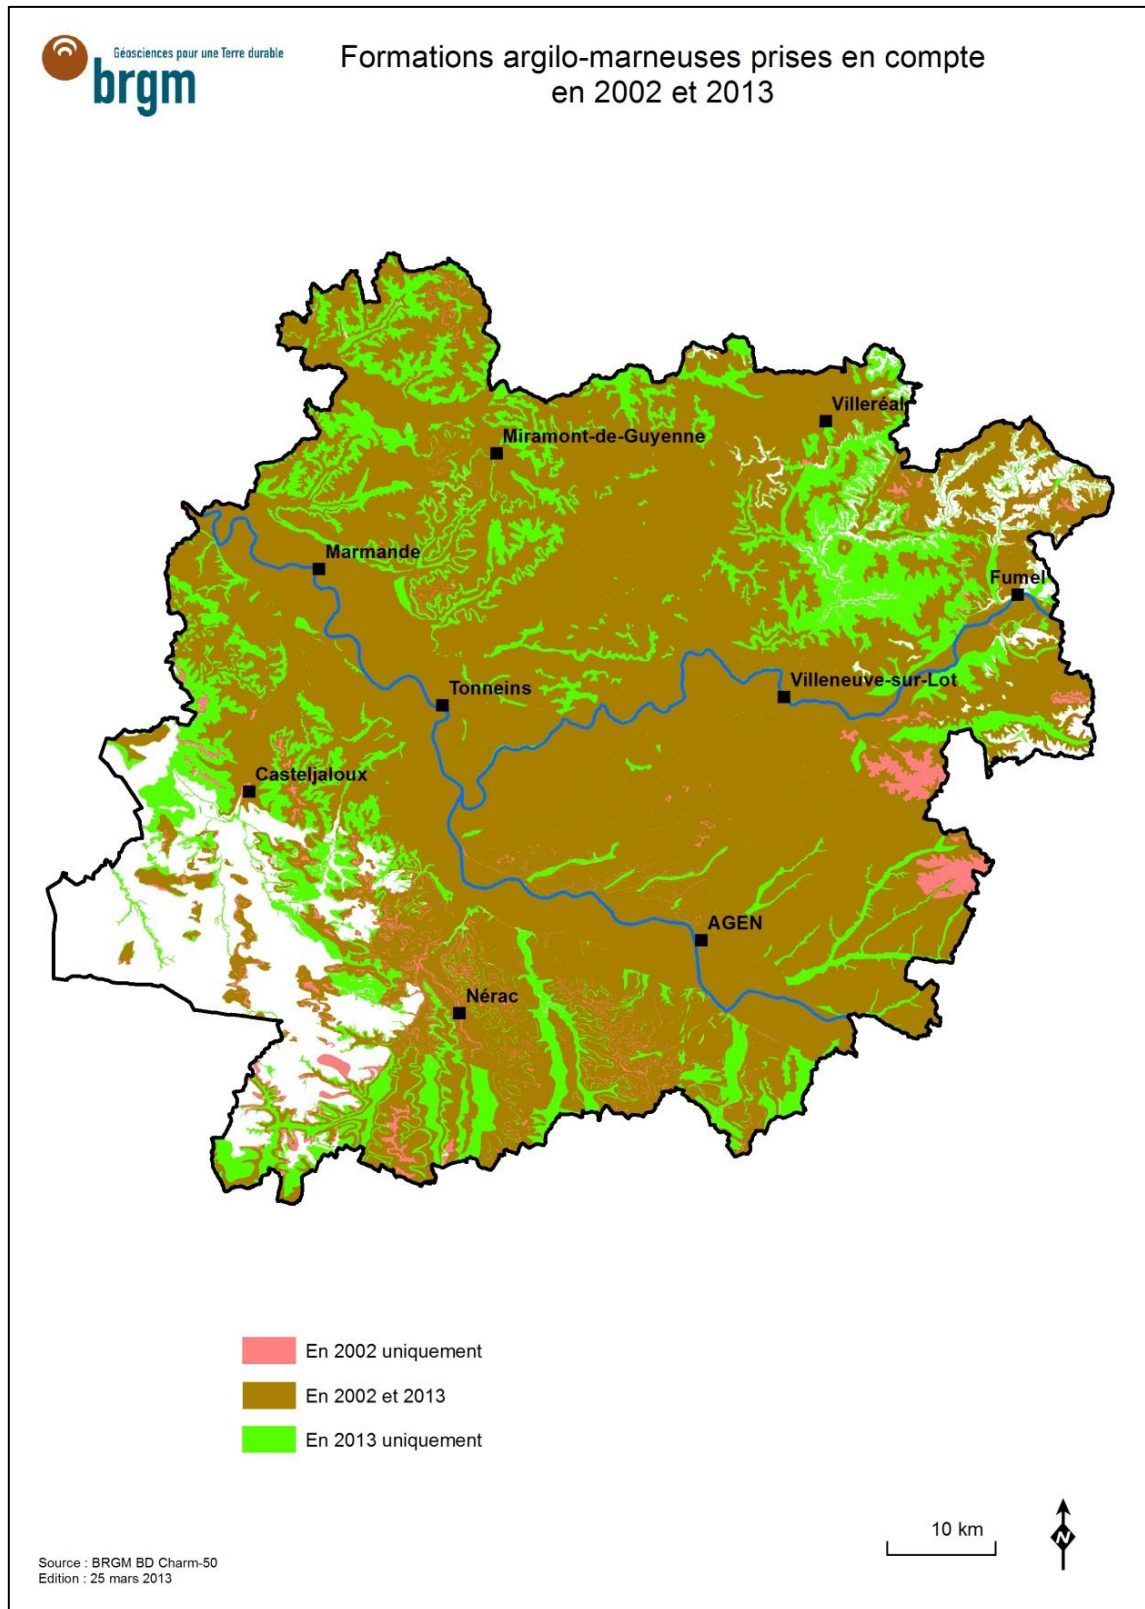 Géosciences pour une Terre durable
brgm
Formations argilo-marneuses prises en compte
en 2002 et 2013
Villeréal
Miramont-de-Guyenne
Marmande
Fumel
Tonneins
Villeneuve-sur-Lot
Casteljaloux
AGEN
Nérac
En 2002 uniquement
En 2002 et 2013
En 2013 uniquement
10 km
N
Source : BRGM BD Charm-50
Edition : 25 mars 2013